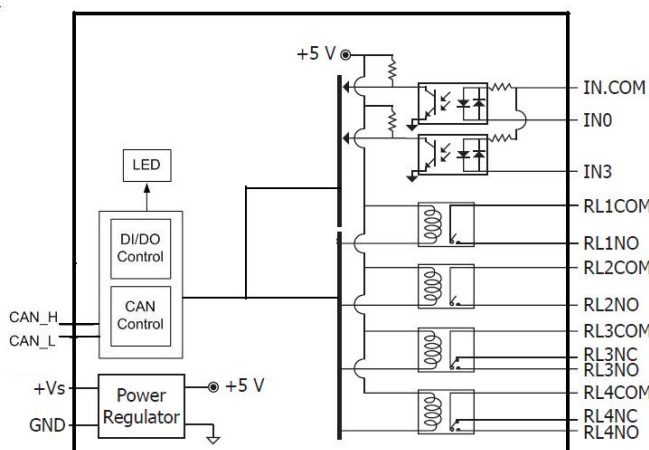 +5 V
IN.COM
IN0
LED
IN3
RL1COM
DI/DO
Control
RL1NO
RL2COM
CAN
Control
RL2NO
CAN_H
CAN_L
RL3COM
RL3NC
RL3NO
+Vs
Power
Regulator
+5 V
RL4COM
GND
RL4NC
RL4NO